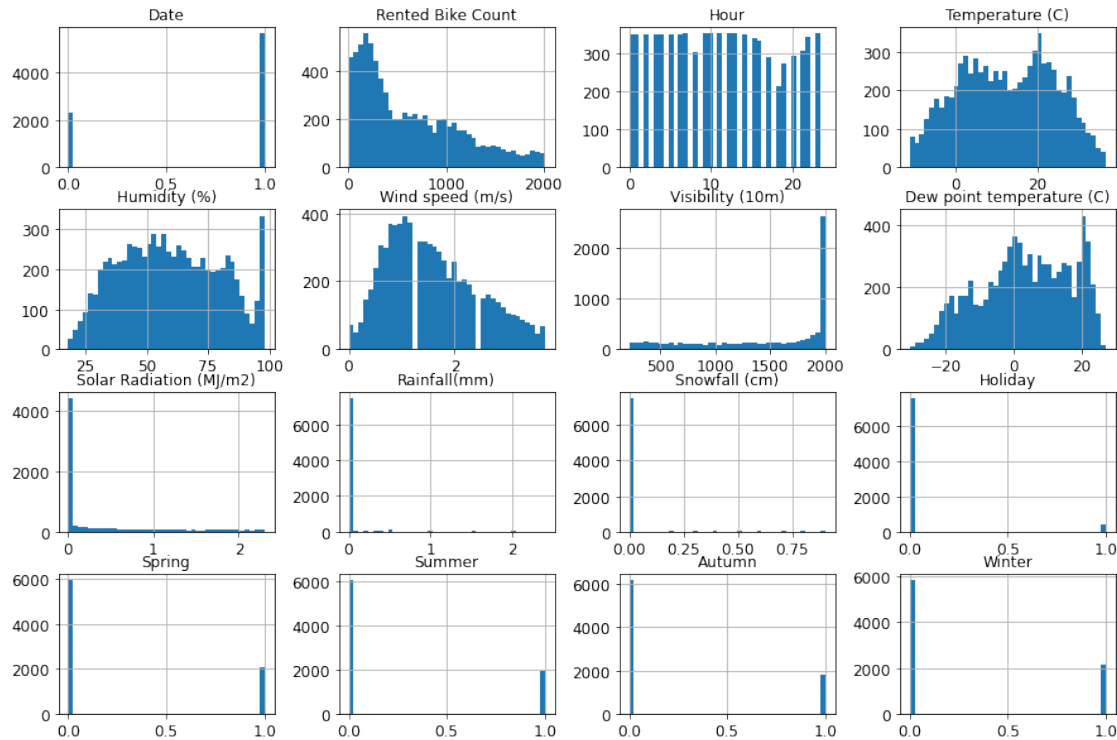 Date Rented Bike Count Hour Temperature (C)
4000 400 300 300
2000 200 200 200
100 100
0 0 0 0
0.0 0.5 1.0 0 1000 2000 0 10 20 0 20
Humidity (%) Wind speed (m/s) Visibility (10m) Dew point temperature (C)
300 400 2000 400
200 300
200 1000 200
100 100
0 0 0 0
25 50 75 100 0 2 500 1000 1500 2000 −20 0 20
Solar Radiation (MJ/m2) Rainfall(mm) Snowfall (cm) Holiday
4000 6000 6000 6000
2000 4000 4000 4000
2000 2000 2000
0 0 0 0
0 1 2 0 1 2 0.00 0.25 0.50 0.75 0.0 0.5 1.0
Spring Summer Autumn Winter
6000 6000 6000 6000
4000 4000 4000 4000
2000 2000 2000 2000
0 0 0 0
0.0 0.5 1.0 0.0 0.5 1.0 0.0 0.5 1.0 0.0 0.5 1.0